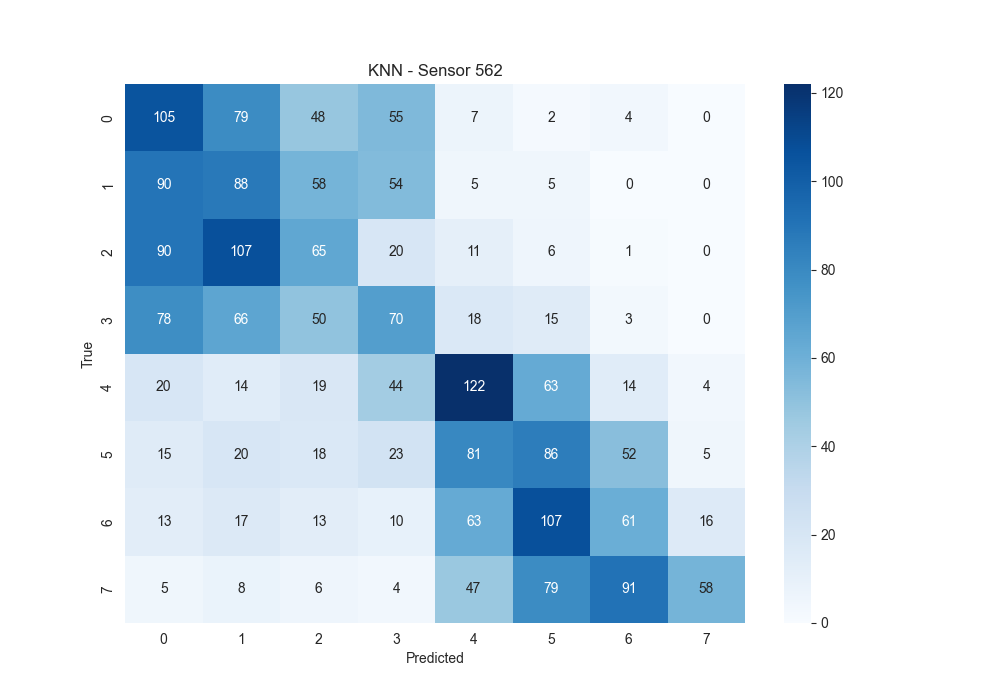 KNN - Sensor 562
0 105 79 48 55 7 2 4 0
1 90 88 58 54 5 5 0 0
2 90 107 65 20 11 6 1 0
3 78 66 50 70 18 15 3 0
4 20 14 19 44 122 63 14 4
5 15 20 18 23 81 86 52 5
6 13 17 13 10 63 107 61 16
7 5 8 6 4 47 79 91 58
0 1 2 3 4 5 6 7
Predicted
True
120
100
80
60
40
20
0